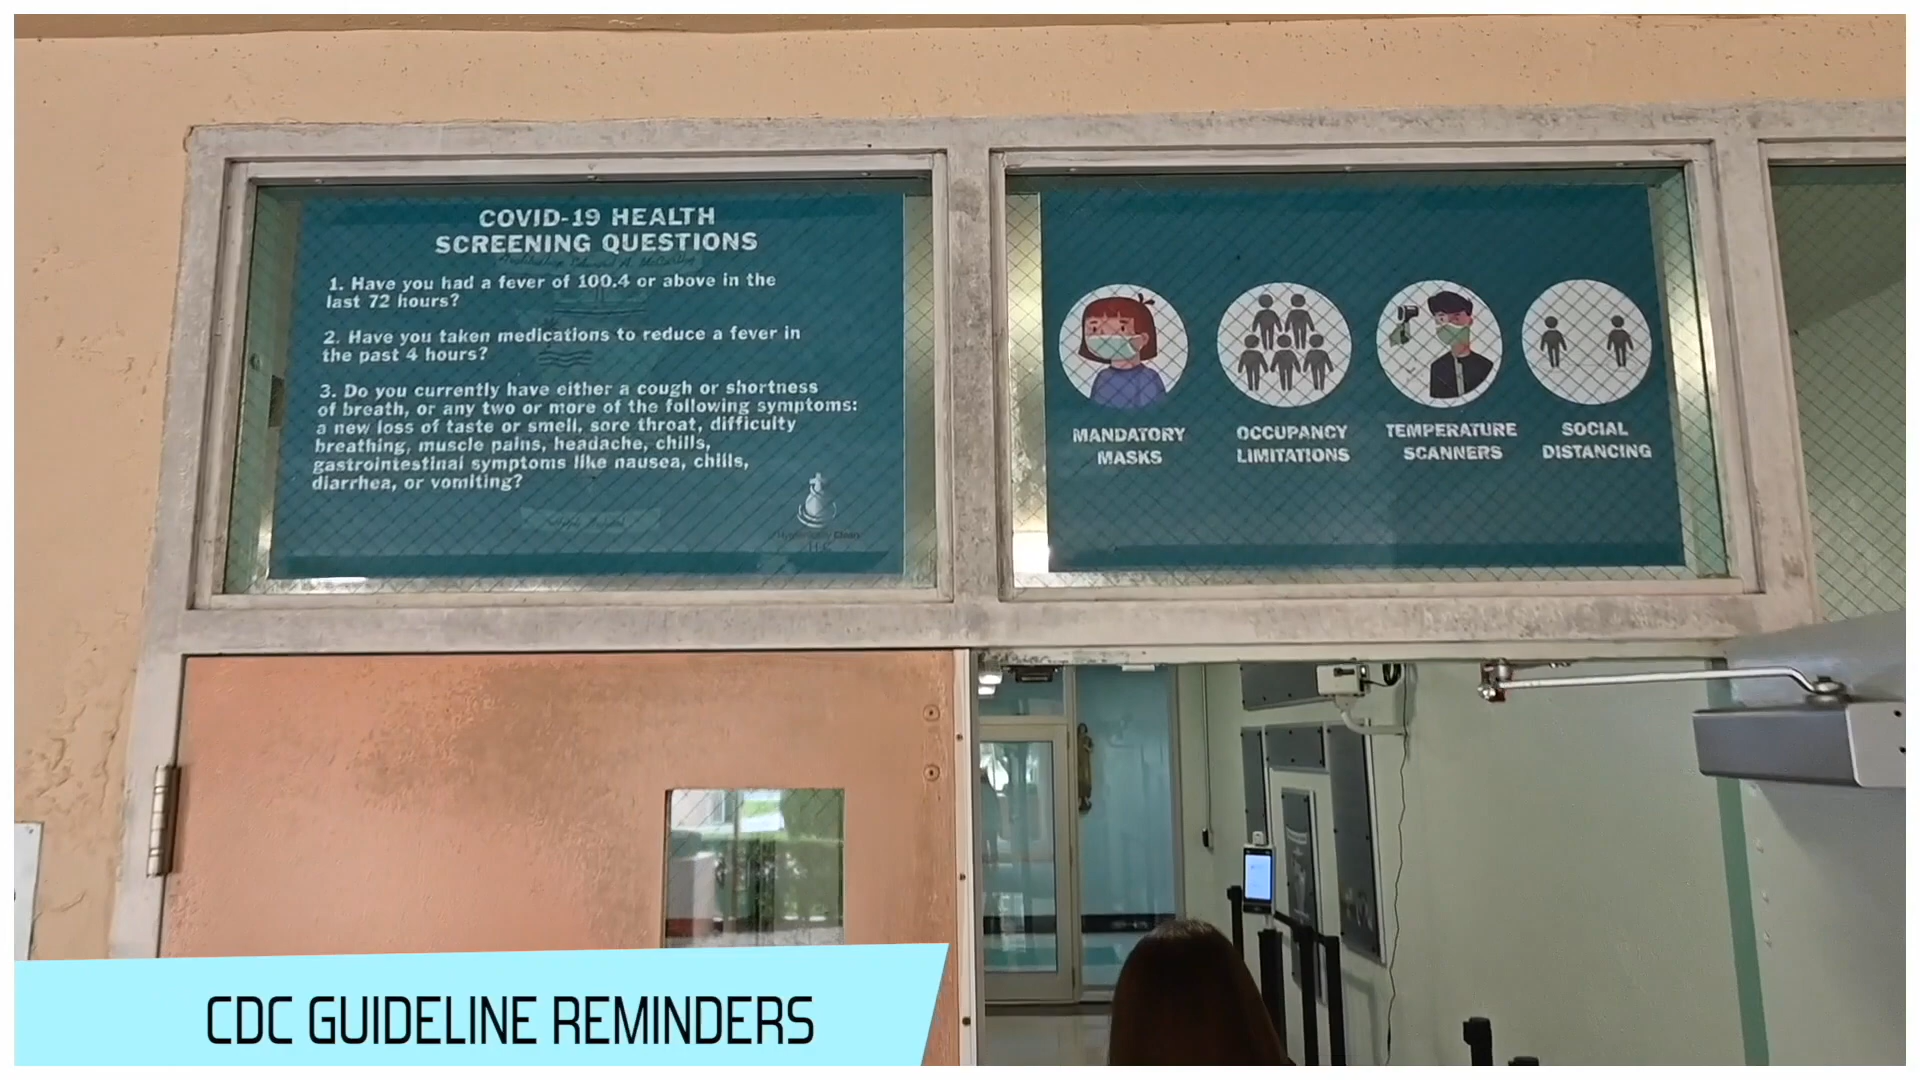 COVID-19 HEALTH
SCREENING QUESTIONS
1. Have you had a fever of 100.4 or above in the
last 72 hours?
2. Have you taken medications to reduce a fever in
the past 4 hours?
3. Do you currently have either a cough or shortness
of breath, or any two or more of the following symptoms:
a new loss of taste or smell, sore throat, difficulty
breathing, muscle pains, headache, chills,
gastrointestinal symptoms like nausea, chills,
diarrhea, or vomiting?
MANDATORY
MASKS
OCCUPANCY
LIMITATIONS
TEMPERATURE
SCANNERS
SOCIAL
DISTANCING
CDC GUIDELINE REMINDERS